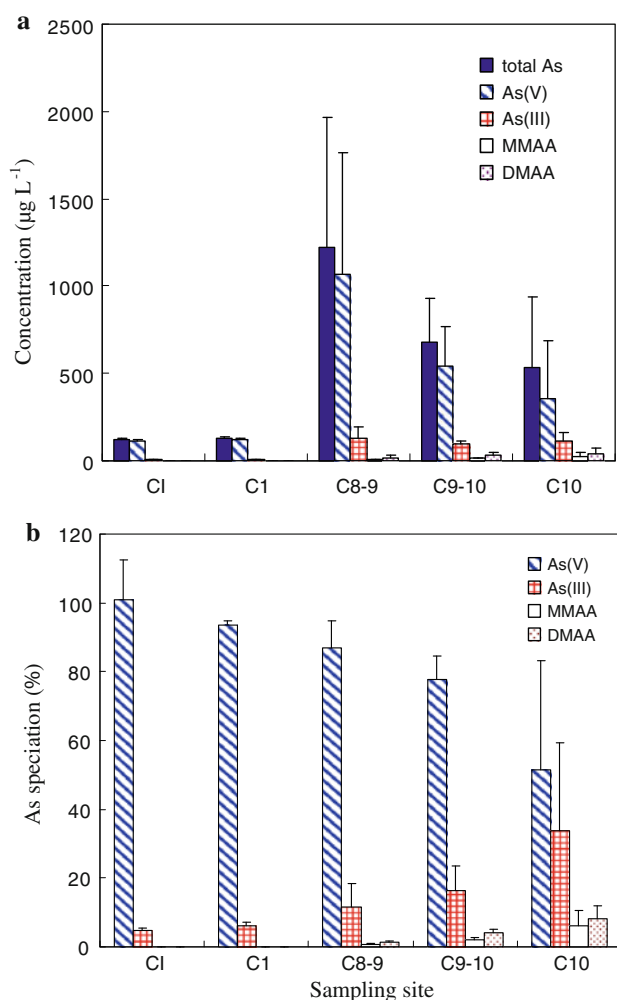 a
2500
2000
1500
1000
500
0
Concentration (µg L⁻¹)
total As
As(V)
As(III)
MMAA
DMAA
CI C1 C8-9 C9-10 C10
b
120
100
80
60
40
20
0
As speciation (%)
As(V)
As(III)
MMAA
DMAA
CI C1 C8-9 C9-10 C10
Sampling site